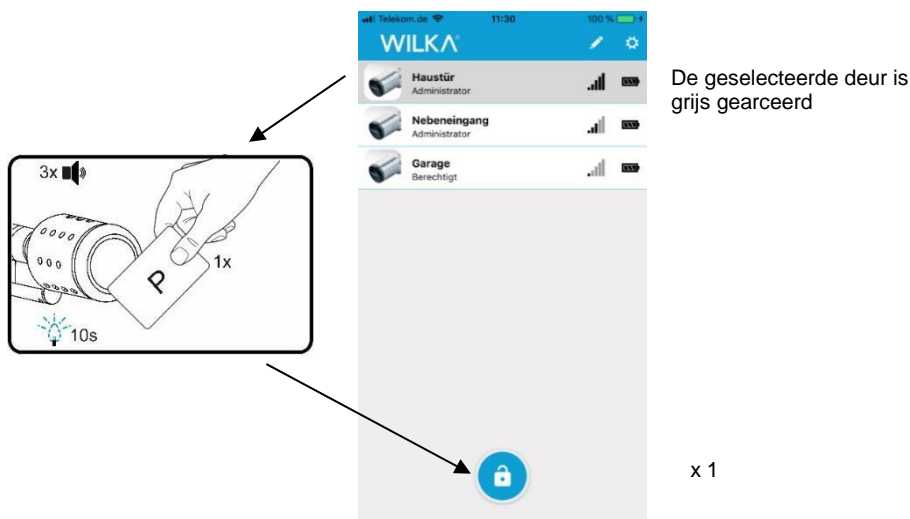 Telekom.de 11:30 100 %
WILKA
Haustür
Administrator
Nebeneingang
Administrator
Garage
Berechtigt
De geselecteerde deur is
grijs gearceerd
3x
P
1x
10s
x 1